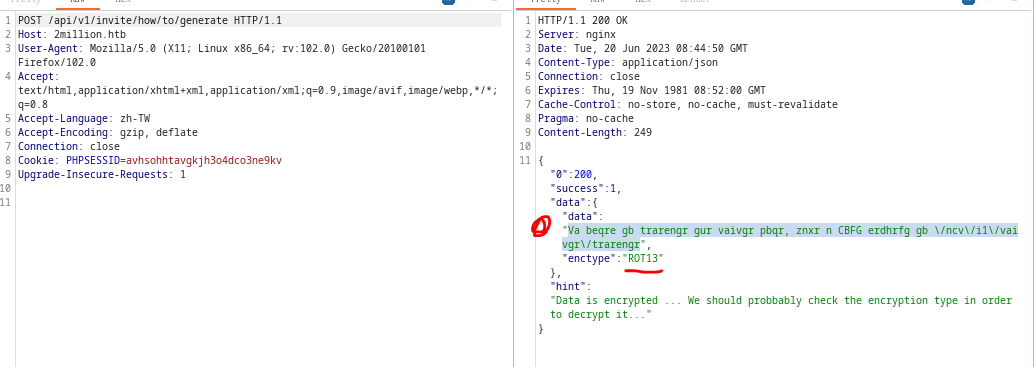 1 POST /api/v1/invite/how/to/generate HTTP/1.1
2 Host: 2million.htb
3 User-Agent: Mozilla/5.0 (X11; Linux x86_64; rv:102.0) Gecko/20100101
Firefox/102.0
4 Accept:
text/html,application/xhtml+xml,application/xml;q=0.9,image/avif,image/webp,*/*;
q=0.8
5 Accept-Language: zh-TW
6 Accept-Encoding: gzip, deflate
7 Connection: close
8 Cookie: PHPSESSID=avhsohhtavgkjh3o4dco3ne9kv
9 Upgrade-Insecure-Requests: 1
10
11
1 HTTP/1.1 200 OK
2 Server: nginx
3 Date: Tue, 20 Jun 2023 08:44:50 GMT
4 Content-Type: application/json
5 Connection: close
6 Expires: Thu, 19 Nov 1981 08:52:00 GMT
7 Cache-Control: no-store, no-cache, must-revalidate
8 Pragma: no-cache
9 Content-Length: 249
10
11 {
"0":200,
"success":1,
"data":{
"data":
"Va beqre gb trarengr gur vaivgr pbqr, znxr n CBFG erdhrfg gb \/ncv\/i1\/vai
vgr\/trarengr",
"enctype":"ROT13"
},
"hint":
"Data is encrypted ... We should probbably check the encryption type in order
to decrypt it..."
}